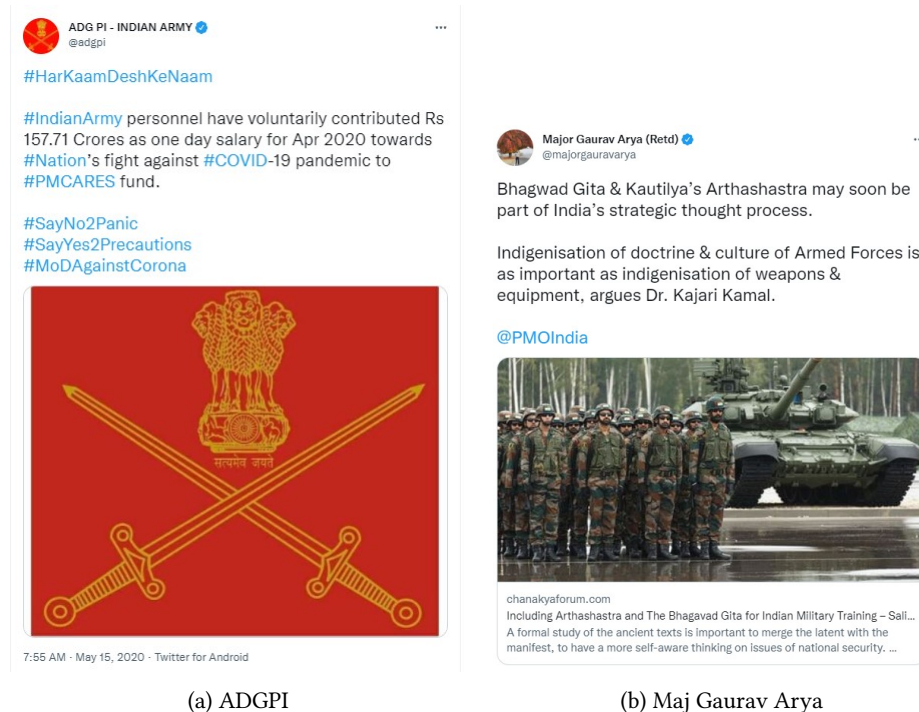 ADG PI - INDIAN ARMY
@adgpi
#HarKaamDeshKeNaam
#IndianArmy personnel have voluntarily contributed Rs
157.71 Crores as one day salary for Apr 2020 towards
#Nation's fight against #COVID-19 pandemic to
#PMCARES fund.
#SayNo2Panic
#SayYes2Precautions
#MoDAgainstCorona
सत्यमेव जयते
7:55 AM · May 15, 2020 · Twitter for Android
(a) ADGPI
Major Gaurav Arya (Retd)
@majorgauravarya
Bhagwad Gita & Kautilya's Arthashastra may soon be
part of India's strategic thought process.
Indigenisation of doctrine & culture of Armed Forces is
as important as indigenisation of weapons &
equipment, argues Dr. Kajari Kamal.
@PMOIndia
chanakyaforum.com
Including Arthashastra and The Bhagavad Gita for Indian Military Training – Sali...
A formal study of the ancient texts is important to merge the latent with the
manifest, to have a more self-aware thinking on issues of national security. ...
(b) Maj Gaurav Arya